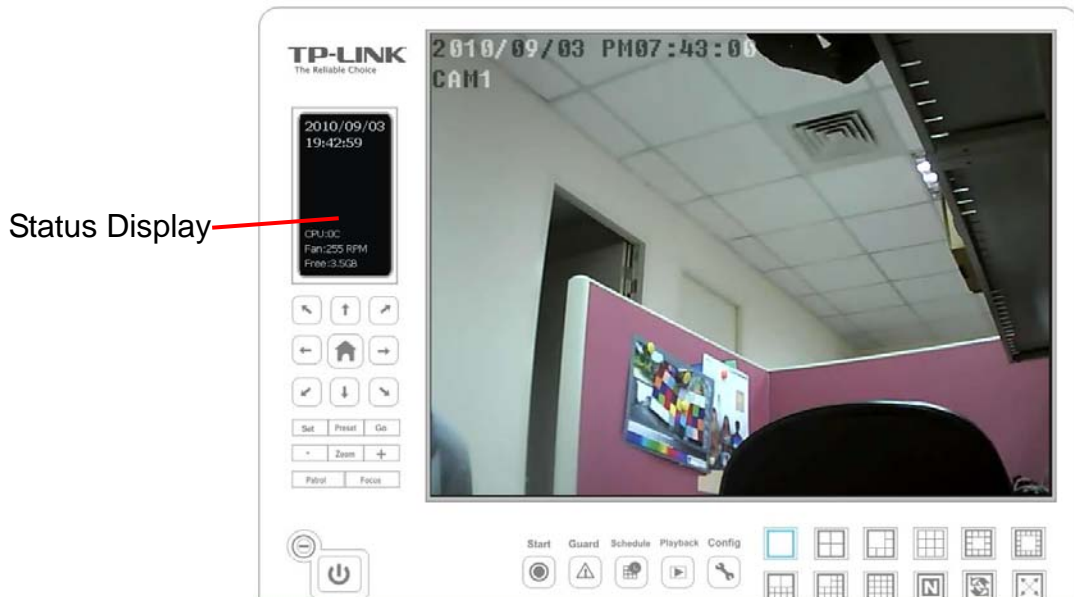 TP-LINK
The Reliable Choice
2010/09/03 PM07:43:00
CAM1
2010/09/03
19:42:59
Status Display
CPU:0C
Fan:255 RPM
Free:3.5GB
Set Preset Go
- Zoom +
Patrol Focus
Start Guard Schedule Playback Config
N